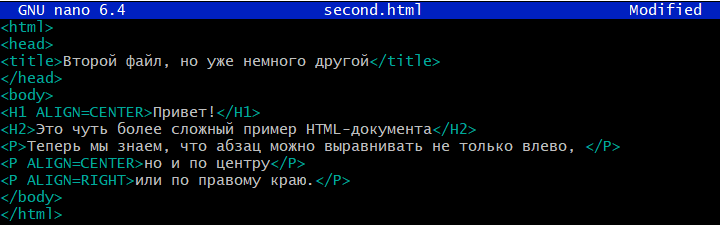 GNU nano 6.4 second.html Modified
<html>
<head>
<title>Второй файл, но уже немного другой</title>
</head>
<body>
<H1 ALIGN=CENTER>Привет!</H1>
<H2>Это чуть более сложный пример HTML-документа</H2>
<P>Теперь мы знаем, что абзац можно выравнивать не только влево, </P>
<P ALIGN=CENTER>но и по центру</P>
<P ALIGN=RIGHT>или по правому краю.</P>
</body>
</html>